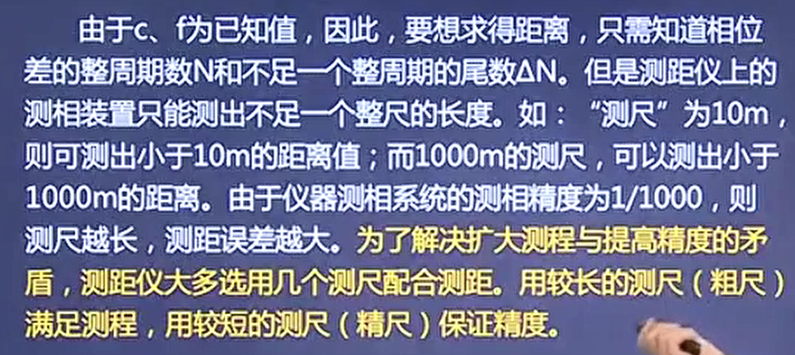 由于c、f为已知值，因此，要想求得距离，只需知道相位
差的整周期数N和不足一个整周期的尾数ΔN。但是测距仪上的
测相装置只能测出不足一个整尺的长度。如：“测尺”为10m，
则可测出小于10m的距离值；而1000m的测尺，可以测出小于
1000m的距离。由于仪器测相系统的测相精度为1/1000，则
测尺越长，测距误差越大。为了解决扩大测程与提高精度的矛
盾，测距仪大多选用几个测尺配合测距。用较长的测尺（粗尺）
满足测程，用较短的测尺（精尺）保证精度。